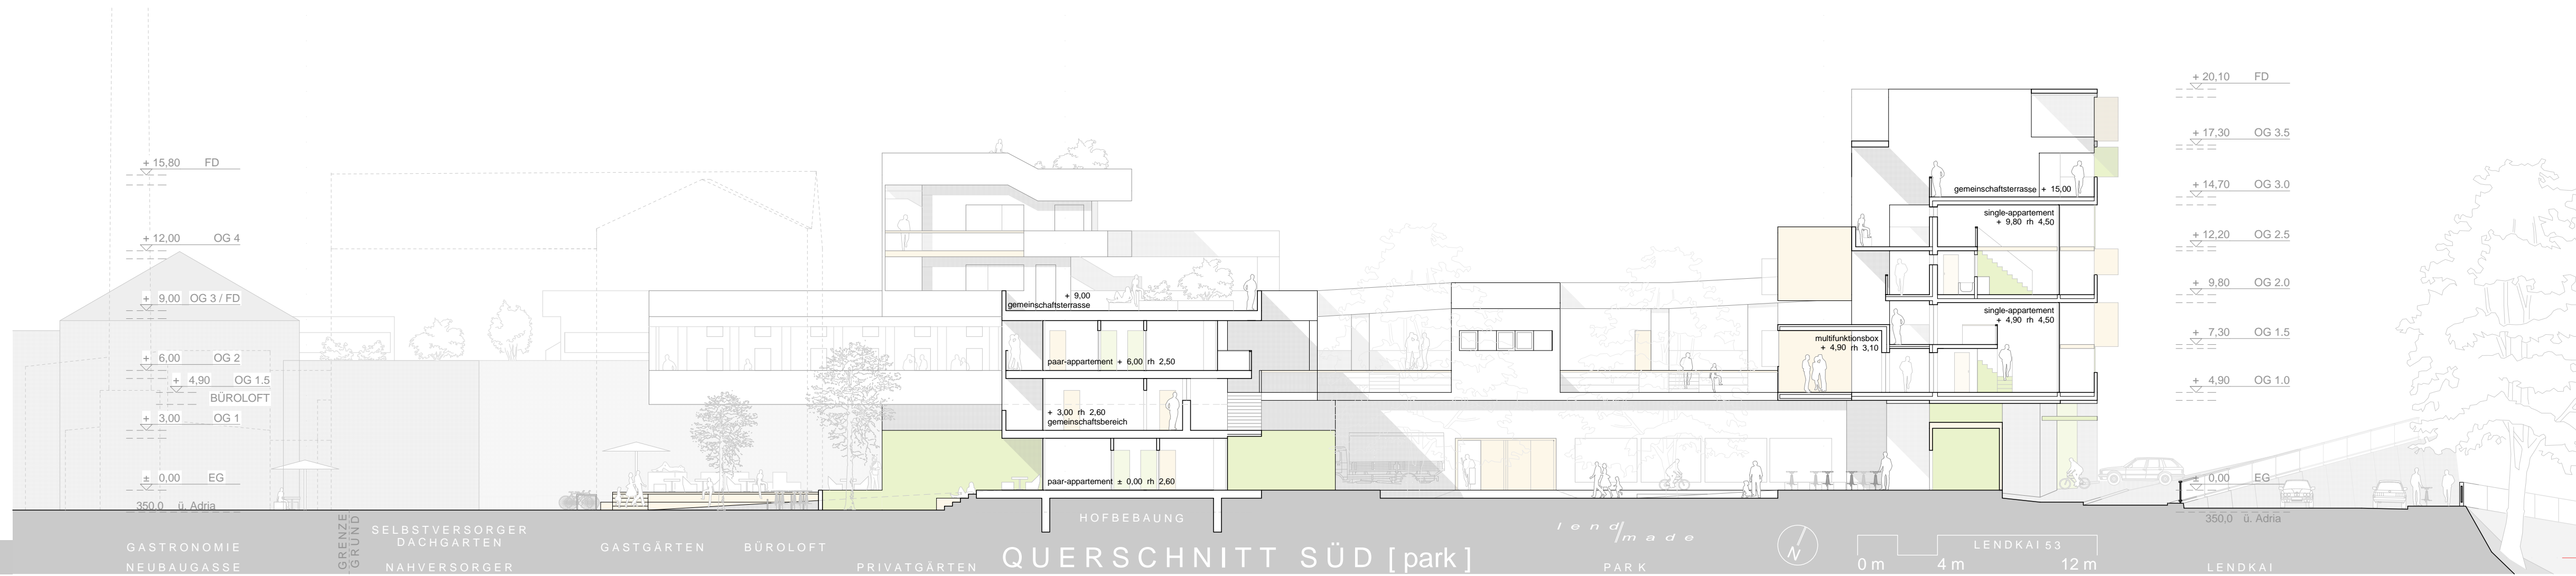 + 15,80 FD
+ 12,00 OG 4
+ 9,00 OG 3 / FD
+ 6,00 OG 2
+ 4,90 OG 1.5
BÜROLOFT
+ 3,00 OG 1
± 0,00 EG
350.0 ü. Adria
+ 9,00
gemeinschaftsterrasse
paar-appartement + 6,00 rh 2,50
+ 3,00 rh 2,60
gemeinschaftsbereich
paar-appartement ± 0,00 rh 2,60
gemeinschaftsterrasse + 15,00
single-appartement
+ 9,80 rh 4,50
single-appartement
+ 4,90 rh 4,50
multifunktionsbox
+ 4,90 rh 3,10
+ 20,10 FD
+ 17,30 OG 3.5
+ 14,70 OG 3.0
+ 12,20 OG 2.5
+ 9,80 OG 2.0
+ 7,30 OG 1.5
+ 4,90 OG 1.0
± 0,00 EG
350,0 ü. Adria
GASTRONOMIE
NEUBAUGASSE
GRENZE
GRUND
SELBSTVERSORGER
DACHGARTEN
NAHVERSORGER
GASTGÄRTEN
BÜROLOFT
PRIVATGÄRTEN
HOFBEBAUNG
QUERSCHNITT SÜD [ park ]
lend/made
PARK
N
LENDKAI 53
0 m 4 m 12 m
LENDKAI